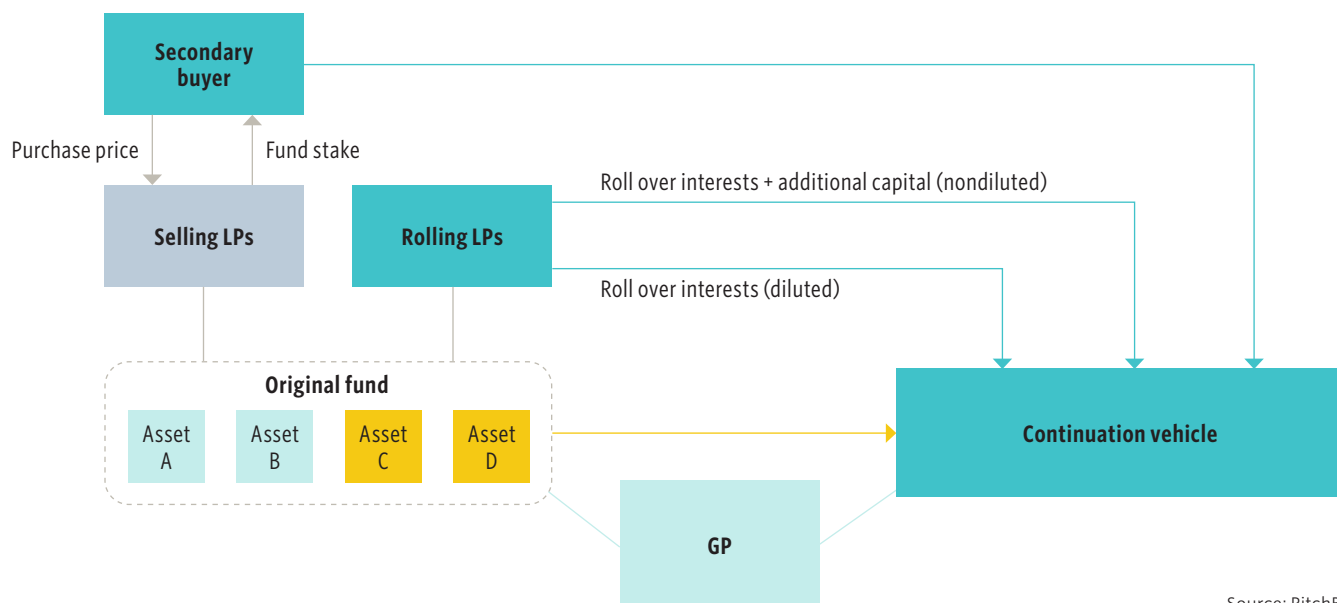 Secondary
buyer
Purchase price
Fund stake
Selling LPs
Rolling LPs
Roll over interests + additional capital (nondiluted)
Roll over interests (diluted)
Original fund
Asset
A
Asset
B
Asset
C
Asset
D
Continuation vehicle
GP
Source: